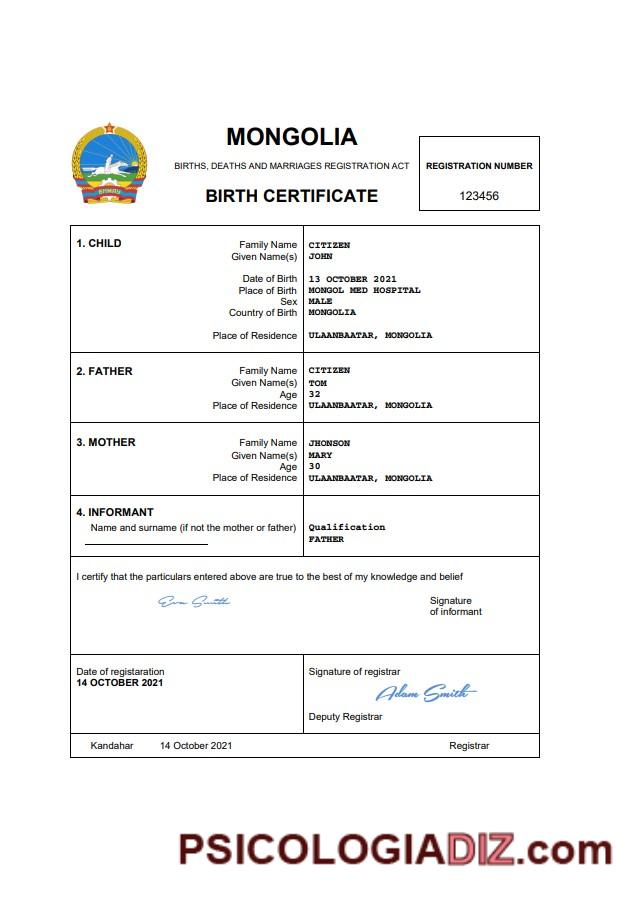 MONGOLIA
BIRTHS, DEATHS AND MARRIAGES REGISTRATION ACT
BIRTH CERTIFICATE
REGISTRATION NUMBER
123456
1. CHILD
Family Name CITIZEN
Given Name(s) JOHN
Date of Birth 13 OCTOBER 2021
Place of Birth MONGOL MED HOSPITAL
Sex MALE
Country of Birth MONGOLIA
Place of Residence ULAANBAATAR, MONGOLIA
2. FATHER
Family Name CITIZEN
Given Name(s) TOM
Age 32
Place of Residence ULAANBAATAR, MONGOLIA
3. MOTHER
Family Name JHONSON
Given Name(s) MARY
Age 30
Place of Residence ULAANBAATAR, MONGOLIA
4. INFORMANT
Name and surname (if not the mother or father) Qualification
FATHER
I certify that the particulars entered above are true to the best of my knowledge and belief
Eva Smith
Signature
of informant
Date of registaration
14 OCTOBER 2021
Signature of registrar
Adam Smith
Deputy Registrar
Kandahar 14 October 2021 Registrar
PSICOLOGIADIZ.com